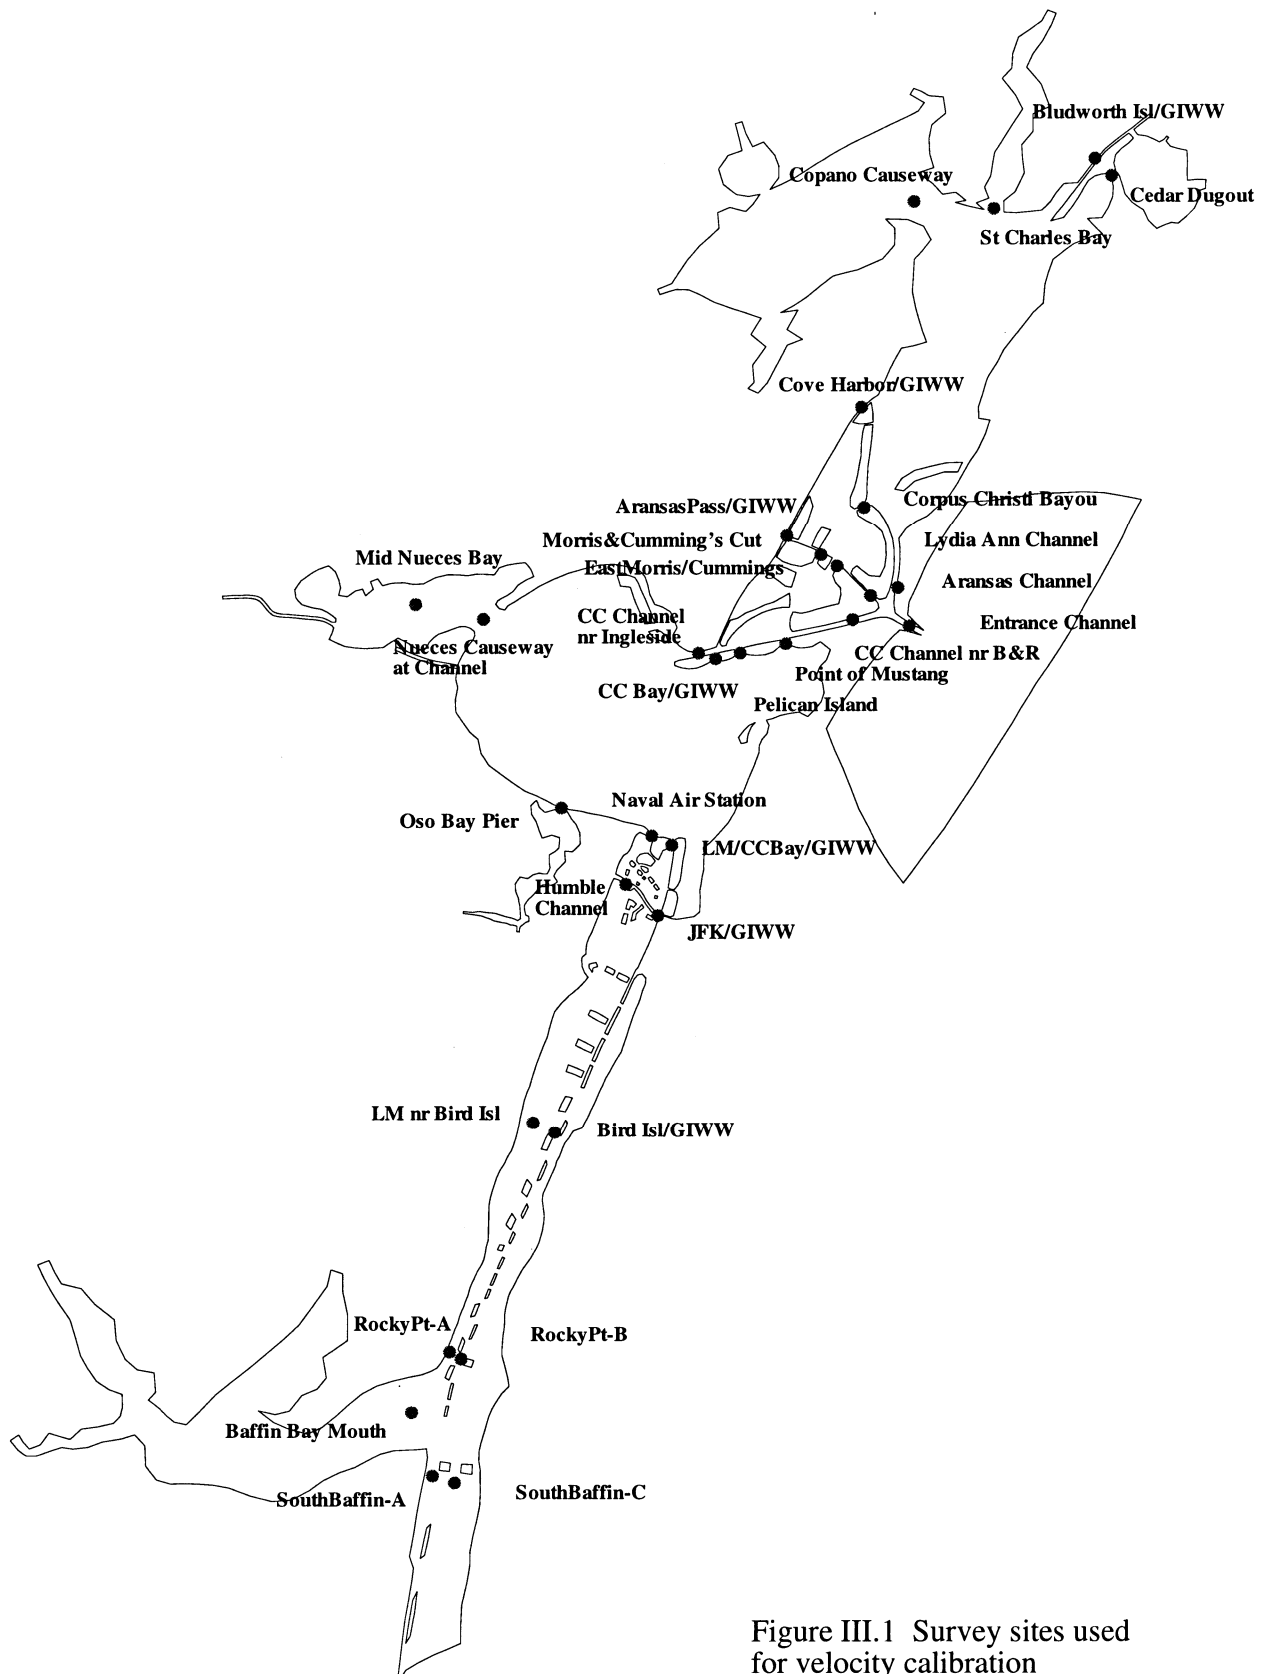 Bludworth Isl/GIWW
Copano Causeway
Cedar Dugout
St Charles Bay
Cove Harbor/GIWW
AransasPass/GIWW
Corpus Christi Bayou
Morris&Cumming's Cut
Lydia Ann Channel
Mid Nueces Bay
EastMorris/Cummings
Aransas Channel
CC Channel
nr Ingleside
Entrance Channel
Nueces Causeway
at Channel
CC Channel nr B&R
Point of Mustang
CC Bay/GIWW
Pelican Island
Naval Air Station
Oso Bay Pier
LM/CCBay/GIWW
Humble
Channel
JFK/GIWW
LM nr Bird Isl
Bird Isl/GIWW
RockyPt-A
RockyPt-B
Baffin Bay Mouth
SouthBaffin-A
SouthBaffin-C
Figure III.1 Survey sites used
for velocity calibration